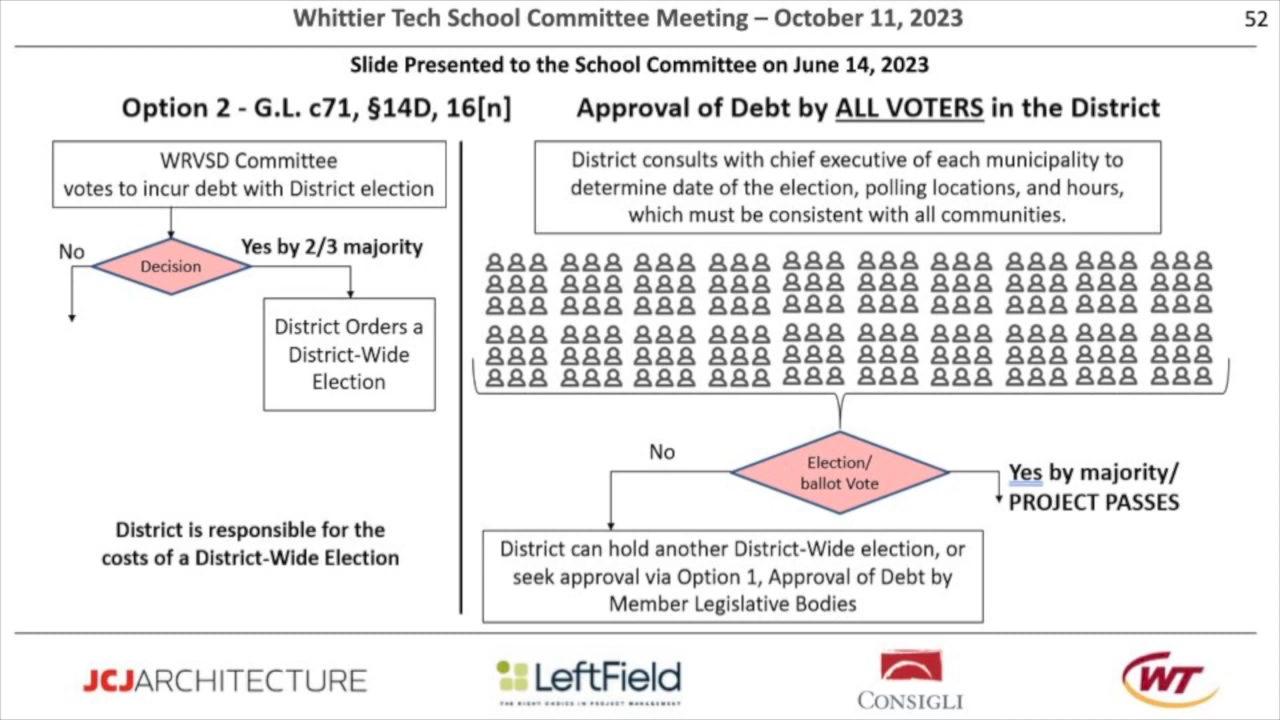 Whittier Tech School Committee Meeting – October 11, 2023
52
Slide Presented to the School Committee on June 14, 2023
Option 2 - G.L. c71, §14D, 16[n]
Approval of Debt by ALL VOTERS in the District
WRVSD Committee
votes to incur debt with District election
No
Decision
Yes by 2/3 majority
District Orders a
District-Wide
Election
District is responsible for the
costs of a District-Wide Election
District consults with chief executive of each municipality to
determine date of the election, polling locations, and hours,
which must be consistent with all communities.
No
Election/
ballot Vote
Yes by majority/
PROJECT PASSES
District can hold another District-Wide election, or
seek approval via Option 1, Approval of Debt by
Member Legislative Bodies
JCJARCHITECTURE
LeftField
THE RIGHT CHOICE IN PROJECT MANAGEMENT
CONSIGLI
WT